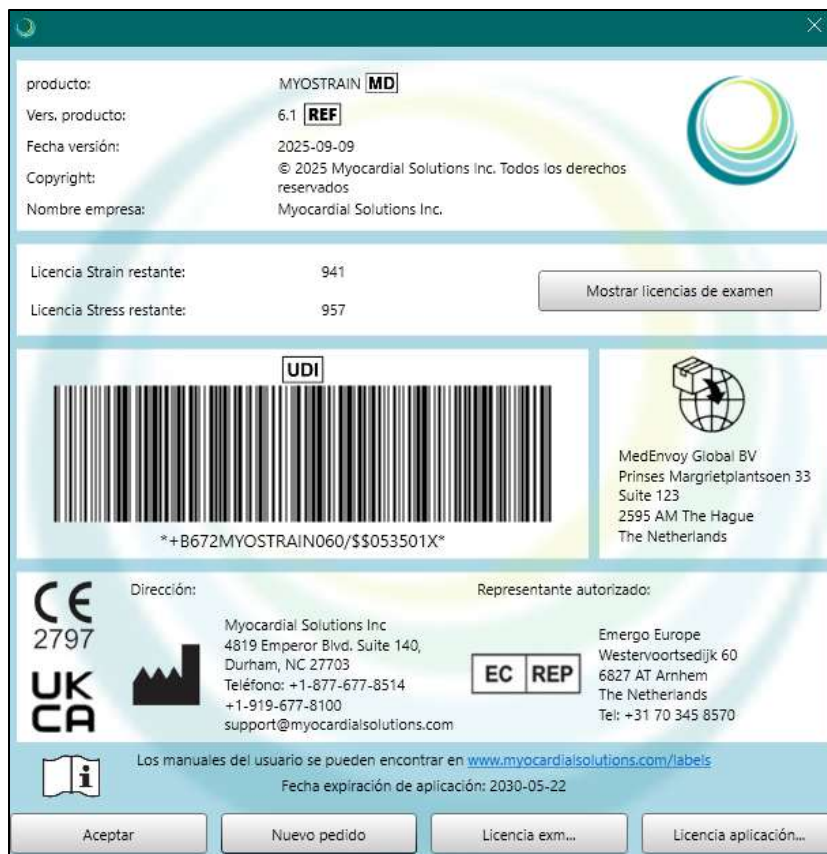 producto: MYOSTRAIN MD
Vers. producto: 6.1 REF
Fecha versión: 2025-09-09
Copyright: © 2025 Myocardial Solutions Inc. Todos los derechos
reservados
Nombre empresa: Myocardial Solutions Inc.
Licencia Strain restante: 941
Licencia Stress restante: 957
Mostrar licencias de examen
UDI
*+B672MYOSTRAIN060/$$053501X*
MedEnvoy Global BV
Prinses Margrietplantsoen 33
Suite 123
2595 AM The Hague
The Netherlands
CE
2797
UK
CA
Dirección:
Myocardial Solutions Inc
4819 Emperor Blvd. Suite 140,
Durham, NC 27703
Teléfono: +1-877-677-8514
+1-919-677-8100
support@myocardialsolutions.com
Representante autorizado:
EC REP
Emergo Europe
Westervoortsedijk 60
6827 AT Arnhem
The Netherlands
Tel: +31 70 345 8570
i
Los manuales del usuario se pueden encontrar en www.myocardialsolutions.com/labels
Fecha expiración de aplicación: 2030-05-22
Aceptar
Nuevo pedido
Licencia exm...
Licencia aplicación...